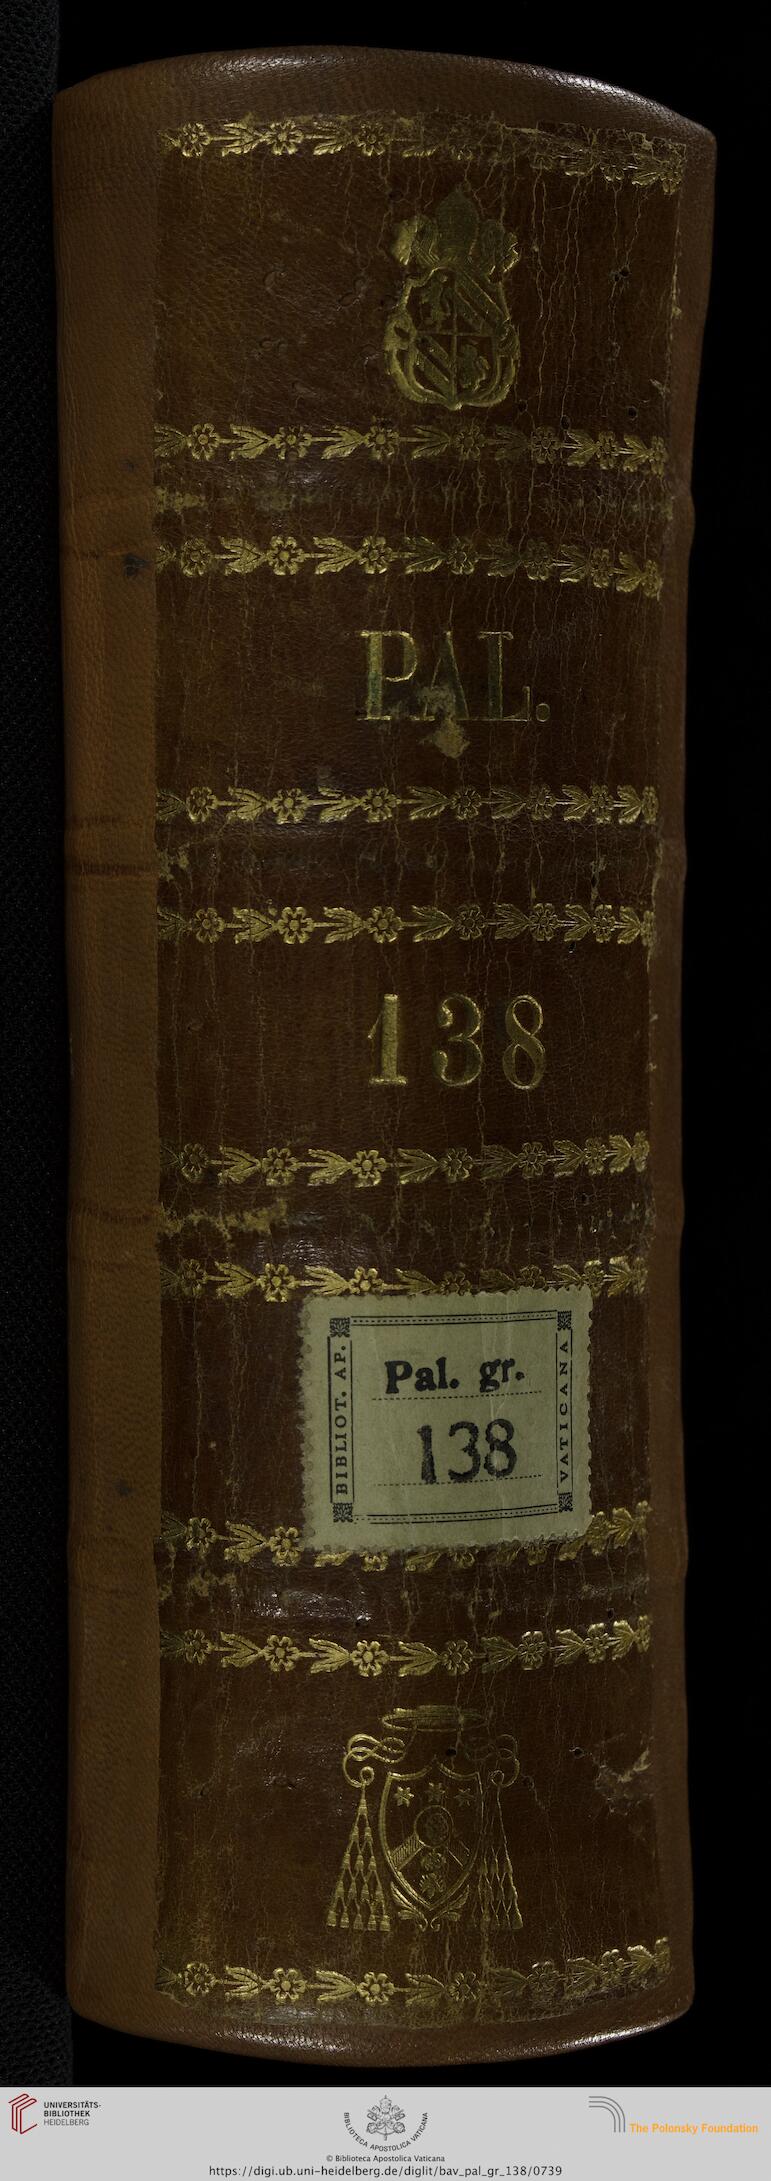 PAL.
138
BIBLIOT. AP.
VATICANA
Pal. gr.
138
UNIVERSITÄTS-
BIBLIOTHEK
HEIDELBERG
BIBLIOTECA APOSTOLICA VATICANA
The Polonsky Foundation
© Biblioteca Apostolica Vaticana
https://digi.ub.uni-heidelberg.de/diglit/bav_pal_gr_138/0739